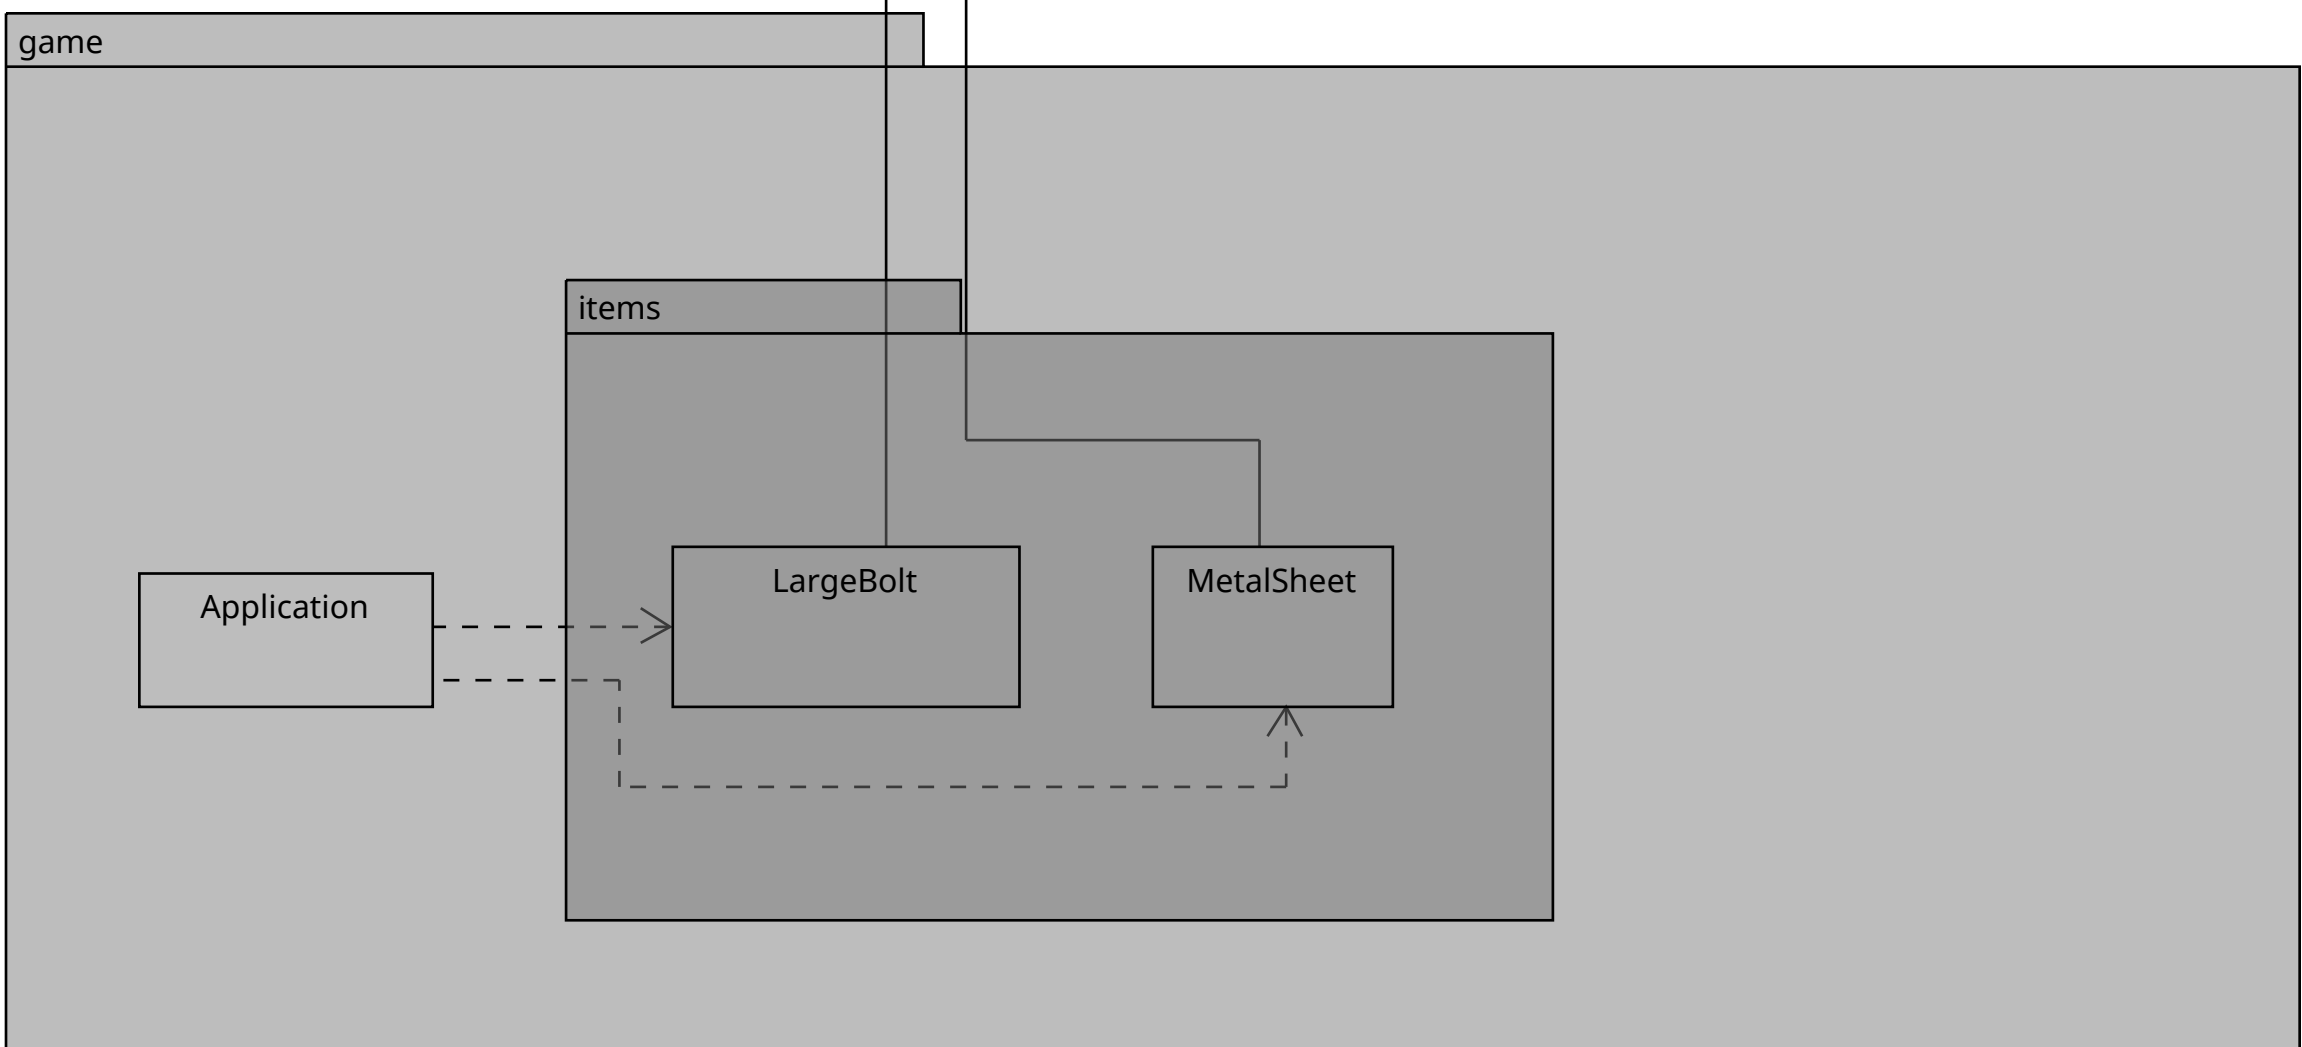 game
items
LargeBolt
MetalSheet
Application